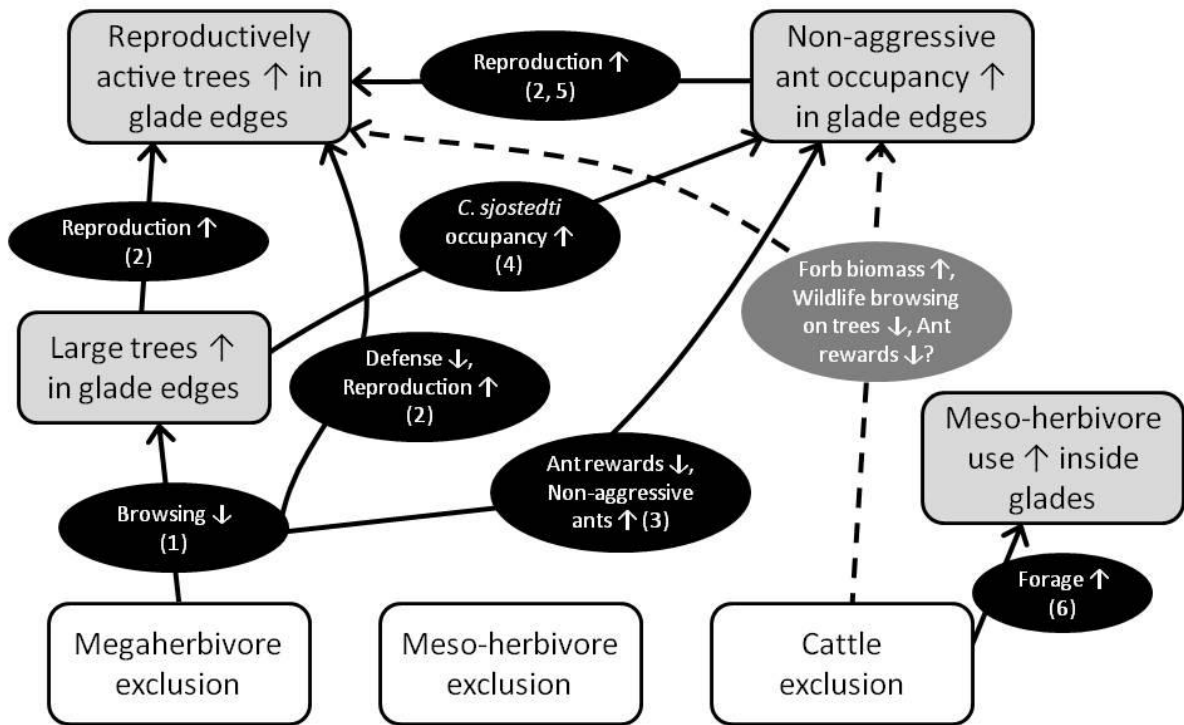 Reproductively
active trees ↑ in
glade edges
Reproduction ↑
(2, 5)
Non-aggressive
ant occupancy ↑
in glade edges
Reproduction ↑
(2)
C. sjostedti
occupancy ↑
(4)
Forb biomass ↑,
Wildlife browsing
on trees ↓, Ant
rewards ↓?
Large trees ↑
in glade edges
Defense ↓,
Reproduction ↑
(2)
Meso-herbivore
use ↑ inside
glades
Browsing ↓
(1)
Ant rewards ↓,
Non-aggressive
ants ↑ (3)
Forage ↑
(6)
Megaherbivore
exclusion
Meso-herbivore
exclusion
Cattle
exclusion